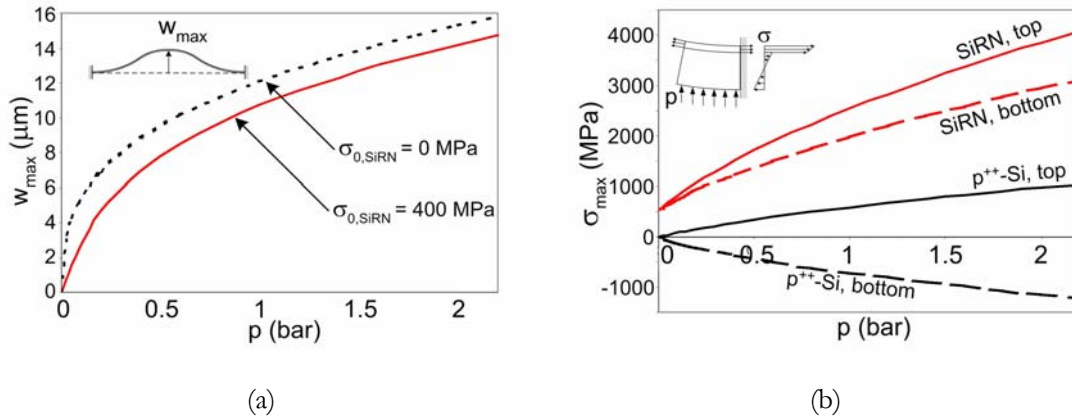 16
14
12
10
8
6
4
2
0
w_max (μm)
w_max
σ_0,SiRN = 0 MPa
σ_0,SiRN = 400 MPa
0
0.5
1
1.5
2
p (bar)
(a)
4000
3000
2000
1000
0
-1000
σ_max (MPa)
σ
p
SiRN, top
SiRN, bottom
p⁺⁺-Si, top
p⁺⁺-Si, bottom
0
0.5
1
1.5
2
p (bar)
(b)